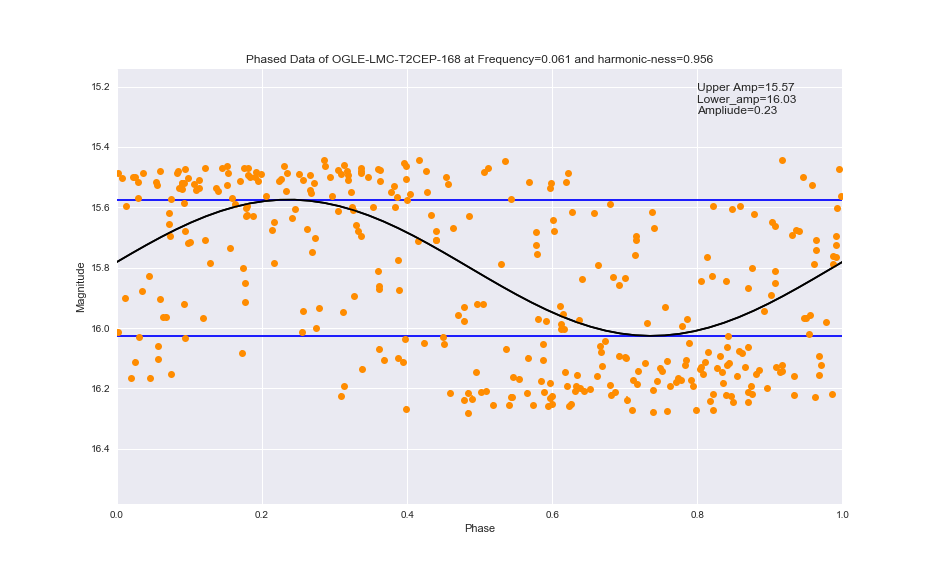 Phased Data of OGLE-LMC-T2CEP-168 at Frequency=0.061 and harmonic-ness=0.956
Upper Amp=15.57
Lower_amp=16.03
Ampliude=0.23
15.2
15.4
15.6
15.8
16.0
16.2
16.4
Magnitude
0.0 0.2 0.4 0.6 0.8 1.0
Phase